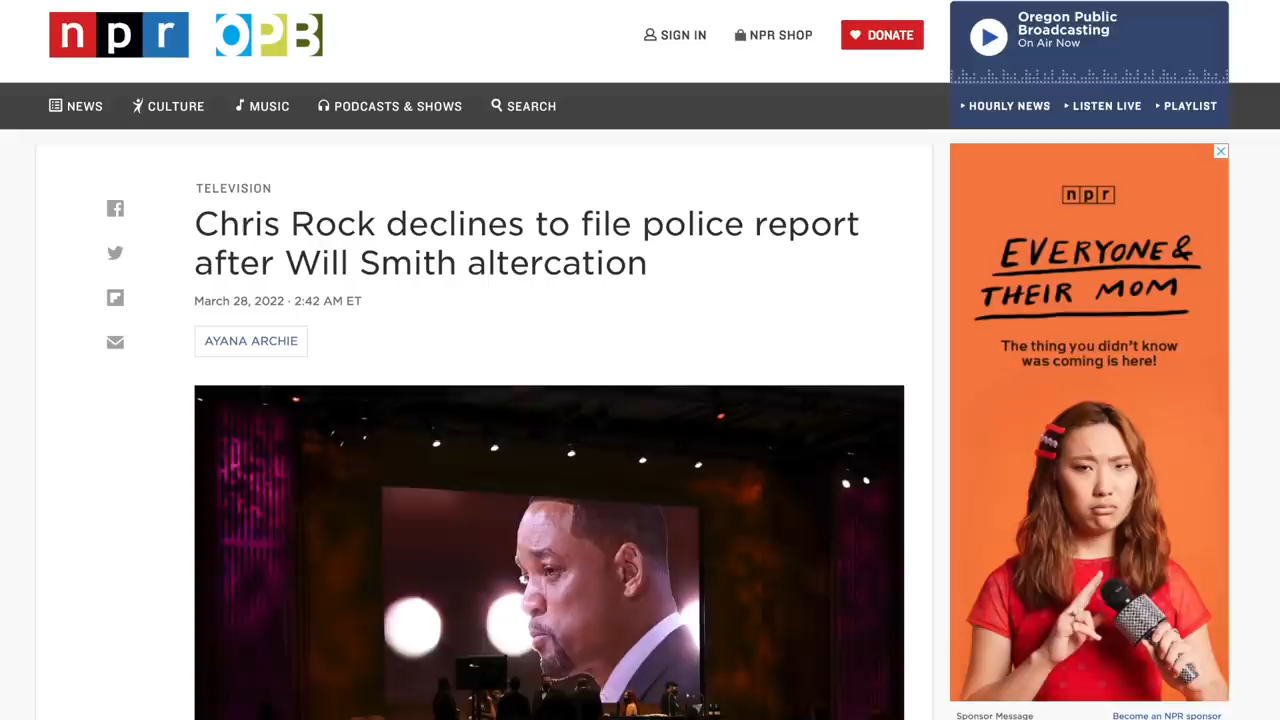 npr OPB
SIGN IN
NPR SHOP
DONATE
Oregon Public
Broadcasting
On Air Now
NEWS
CULTURE
MUSIC
PODCASTS & SHOWS
SEARCH
HOURLY NEWS
LISTEN LIVE
PLAYLIST
TELEVISION
Chris Rock declines to file police report
after Will Smith altercation
March 28, 2022 · 2:42 AM ET
AYANA ARCHIE
npr
EVERYONE &
THEIR MOM
The thing you didn't know
was coming is here!
Sponsor Message
Become an NPR sponsor